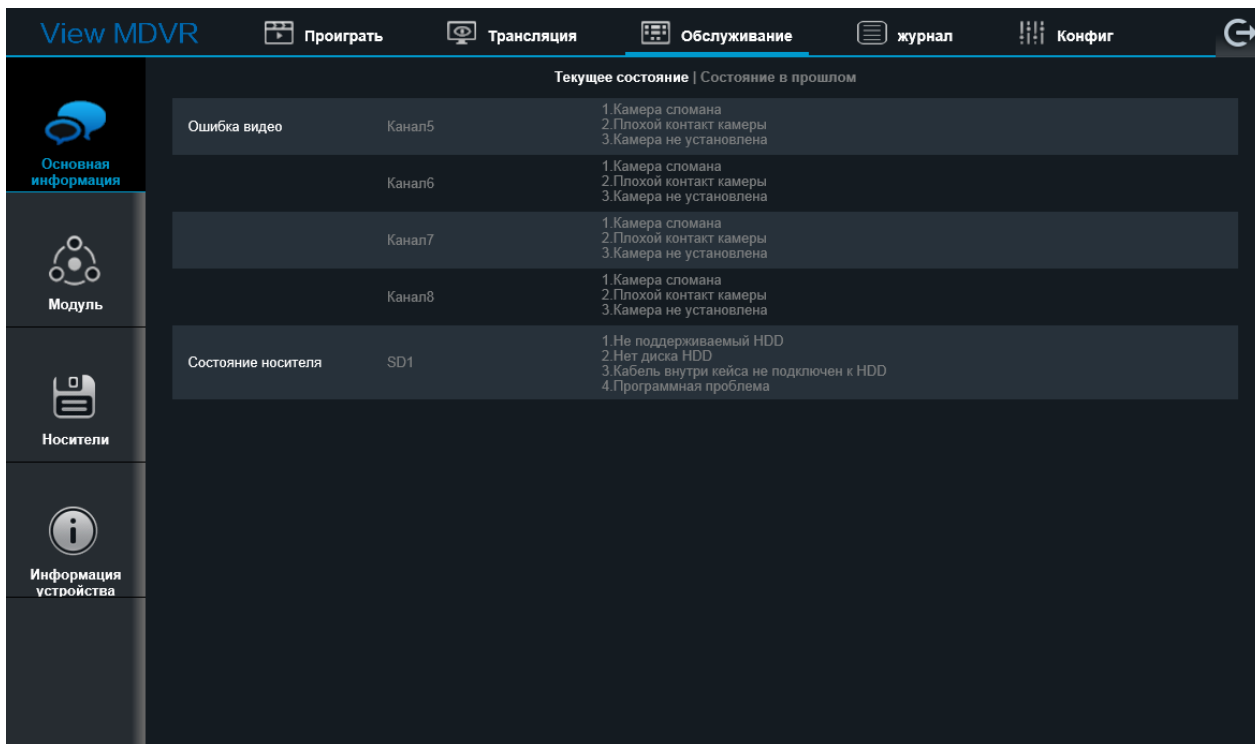 View MDVR
Проиграть
Трансляция
Обслуживание
журнал
Конфиг
Текущее состояние | Состояние в прошлом
Основная
информация
Модуль
Носители
Информация
устройства
Ошибка видео
Канал5
1.Камера сломана
2.Плохой контакт камеры
3.Камера не установлена
Канал6
1.Камера сломана
2.Плохой контакт камеры
3.Камера не установлена
Канал7
1.Камера сломана
2.Плохой контакт камеры
3.Камера не установлена
Канал8
1.Камера сломана
2.Плохой контакт камеры
3.Камера не установлена
Состояние носителя
SD1
1.Не поддерживаемый HDD
2.Нет диска HDD
3.Кабель внутри кейса не подключен к HDD
4.Программная проблема